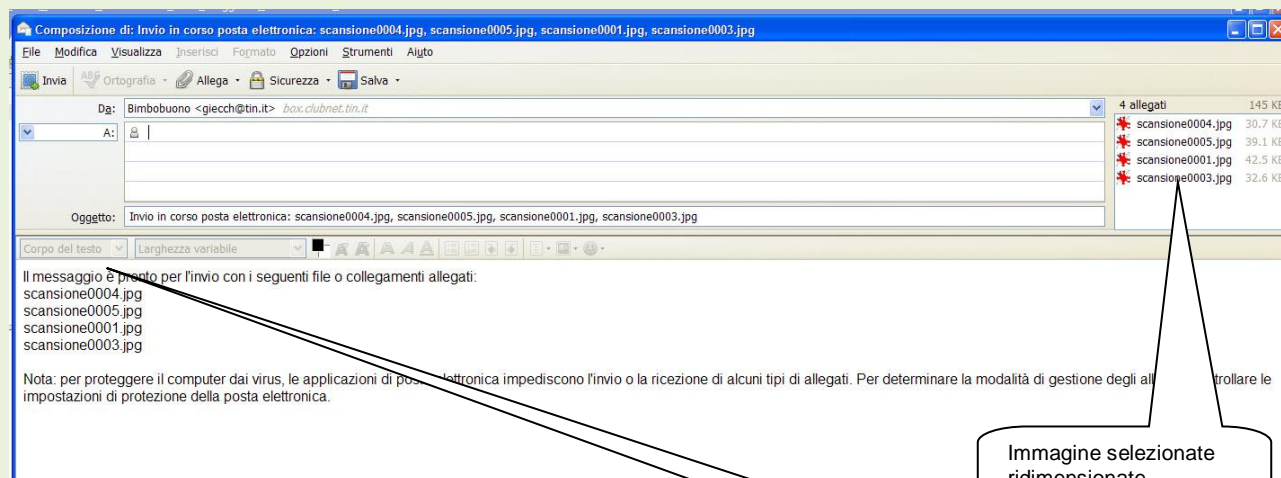 Composizione di: Invio in corso posta elettronica: scansione0004.jpg, scansione0005.jpg, scansione0001.jpg, scansione0003.jpg
File Modifica Visualizza Inserisci Formato Opzioni Strumenti Aiuto
Invia Ortografia Allega Sicurezza Salva
Da: Bimbobuono <giecch@tin.it> box.clubnet.tin.it
4 allegati 145 KB
A:
scansione0004.jpg 30.7 KB
scansione0005.jpg 39.1 KB
scansione0001.jpg 42.5 KB
scansione0003.jpg 32.6 KB
Oggetto: Invio in corso posta elettronica: scansione0004.jpg, scansione0005.jpg, scansione0001.jpg, scansione0003.jpg
Corpo del testo Larghezza variabile
Il messaggio è pronto per l'invio con i seguenti file o collegamenti allegati:
scansione0004.jpg
scansione0005.jpg
scansione0001.jpg
scansione0003.jpg
Nota: per proteggere il computer dai virus, le applicazioni di posta elettronica impediscono l'invio o la ricezione di alcuni tipi di allegati. Per determinare la modalità di gestione degli controllare le
impostazioni di protezione della posta elettronica.
Immagine selezionate
ridimensionate